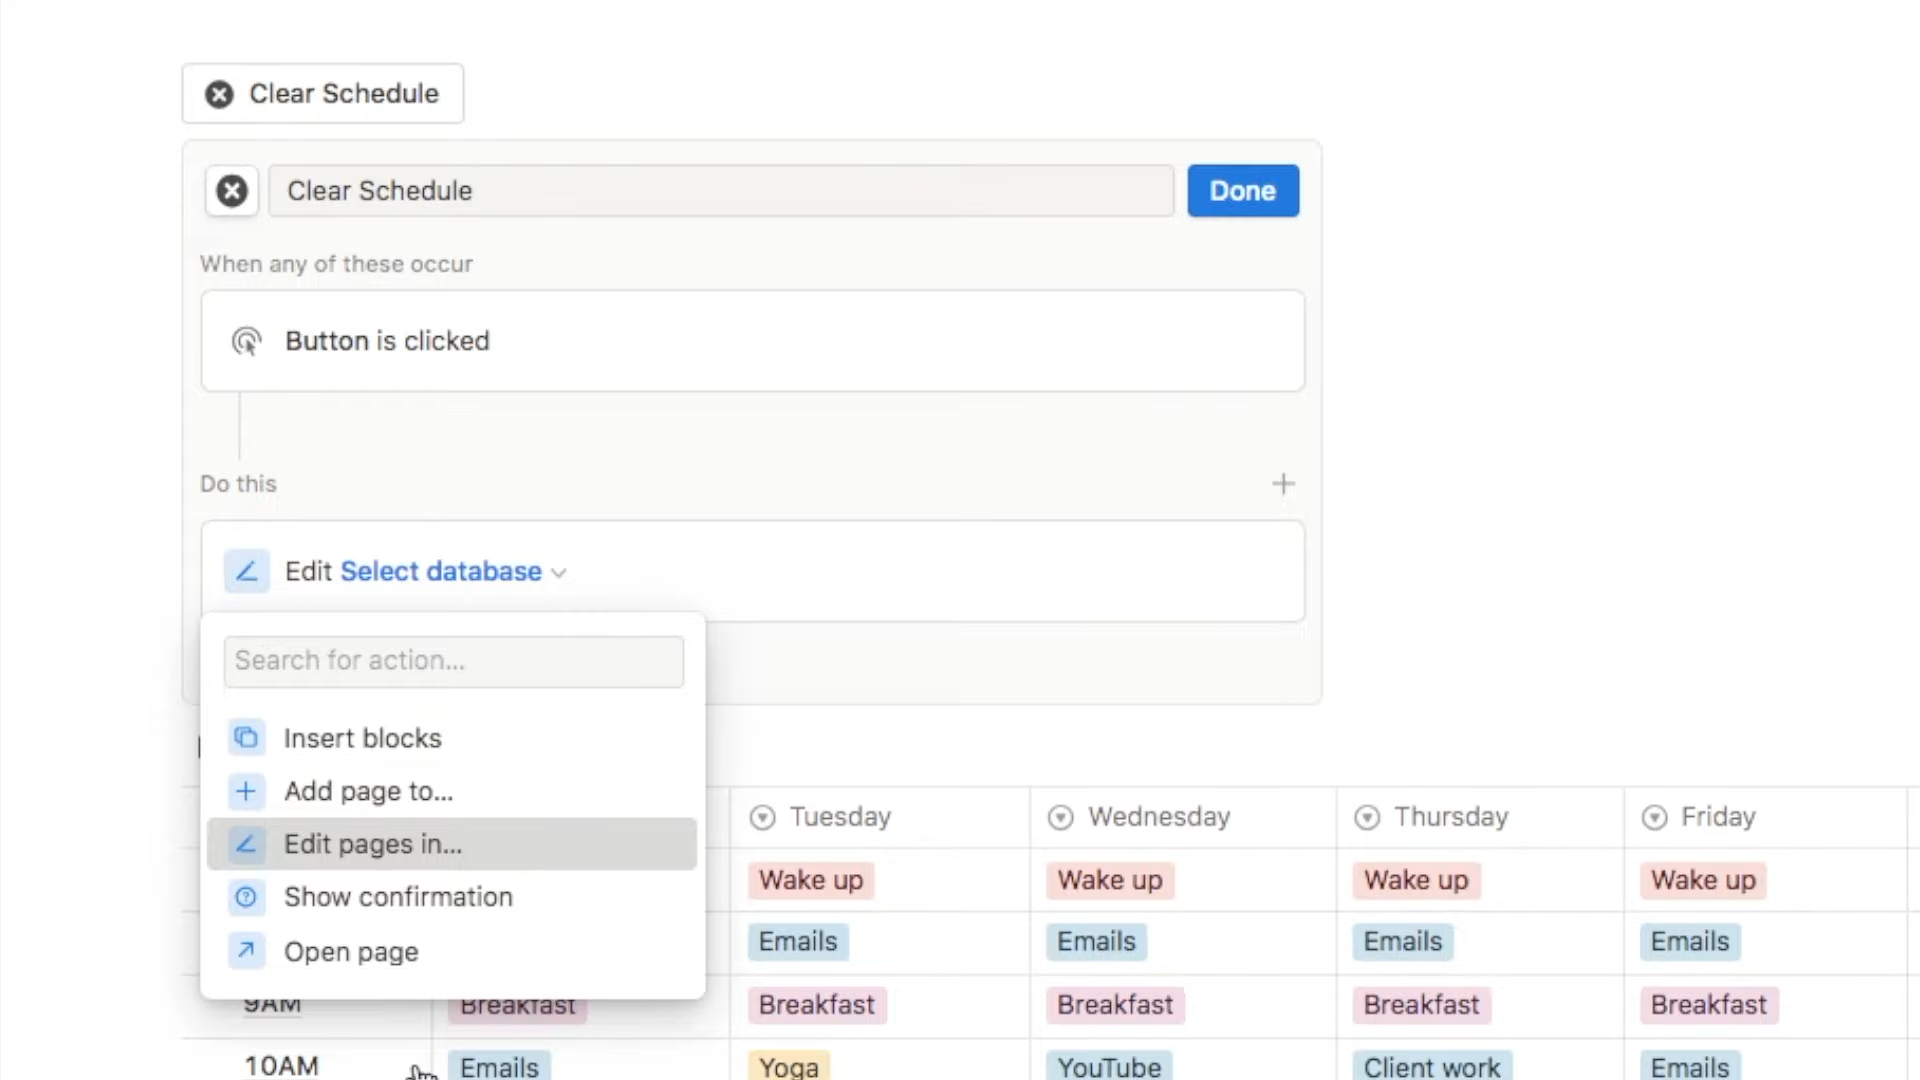 Clear Schedule
Clear Schedule
Done
When any of these occur
Button is clicked
Do this
Edit Select database
Search for action...
Insert blocks
Add page to...
Edit pages in...
Show confirmation
Open page
Tuesday Wednesday Thursday Friday
Wake up Wake up Wake up Wake up
Emails Emails Emails Emails
9AM Breakfast Breakfast Breakfast Breakfast Breakfast
10AM Emails Yoga YouTube Client work Emails